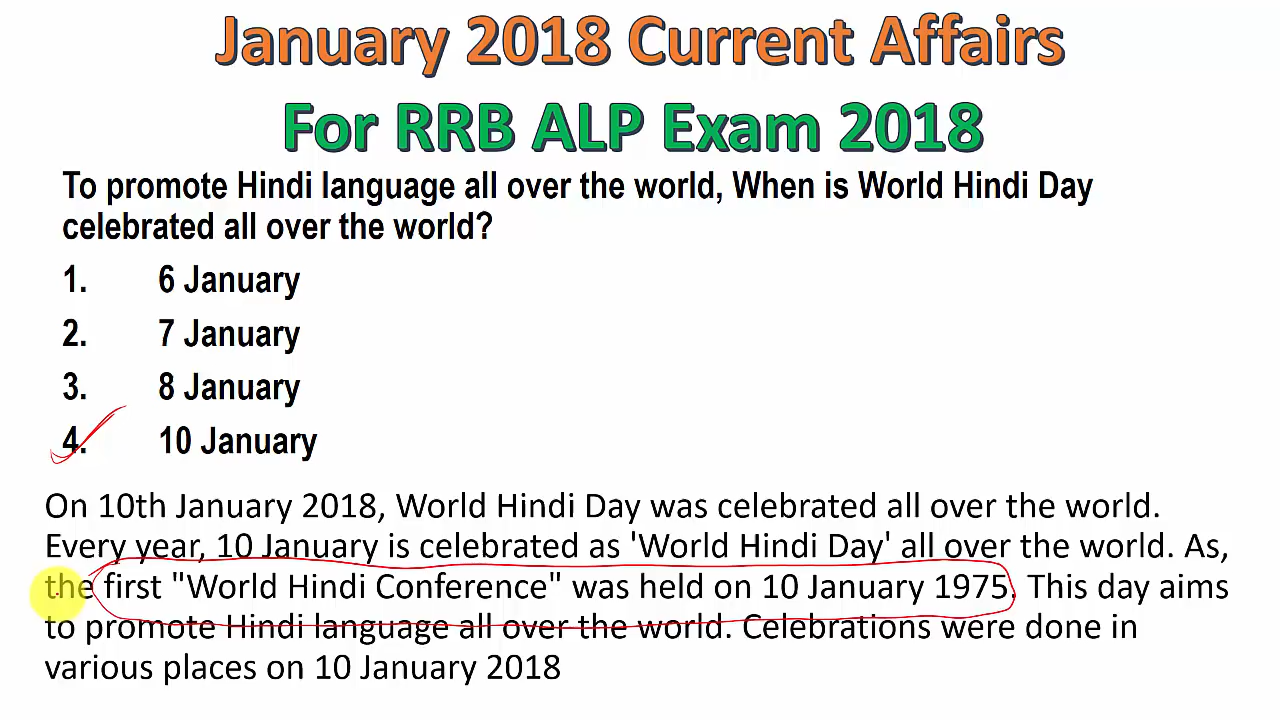 January 2018 Current Affairs
For RRB ALP Exam 2018
To promote Hindi language all over the world, When is World Hindi Day
celebrated all over the world?
1. 6 January
2. 7 January
3. 8 January
4. 10 January
On 10th January 2018, World Hindi Day was celebrated all over the world.
Every year, 10 January is celebrated as 'World Hindi Day' all over the world. As,
the first "World Hindi Conference" was held on 10 January 1975. This day aims
to promote Hindi language all over the world. Celebrations were done in
various places on 10 January 2018